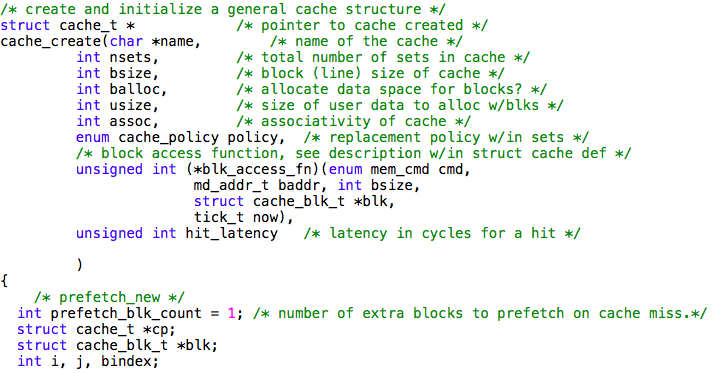 /* create and initialize a general cache structure */
struct cache_t * /* pointer to cache created */
cache_create(char *name, /* name of the cache */
int nsets, /* total number of sets in cache */
int bsize, /* block (line) size of cache */
int balloc, /* allocate data space for blocks? */
int usize, /* size of user data to alloc w/blks */
int assoc, /* associativity of cache */
enum cache_policy policy, /* replacement policy w/in sets */
/* block access function, see description w/in struct cache def */
unsigned int (*blk_access_fn)(enum mem_cmd cmd,
md_addr_t baddr, int bsize,
struct cache_blk_t *blk,
tick_t now),
unsigned int hit_latency /* latency in cycles for a hit */
)
{
/* prefetch_new */
int prefetch_blk_count = 1; /* number of extra blocks to prefetch on cache miss.*/
struct cache_t *cp;
struct cache_blk_t *blk;
int i, j, bindex;